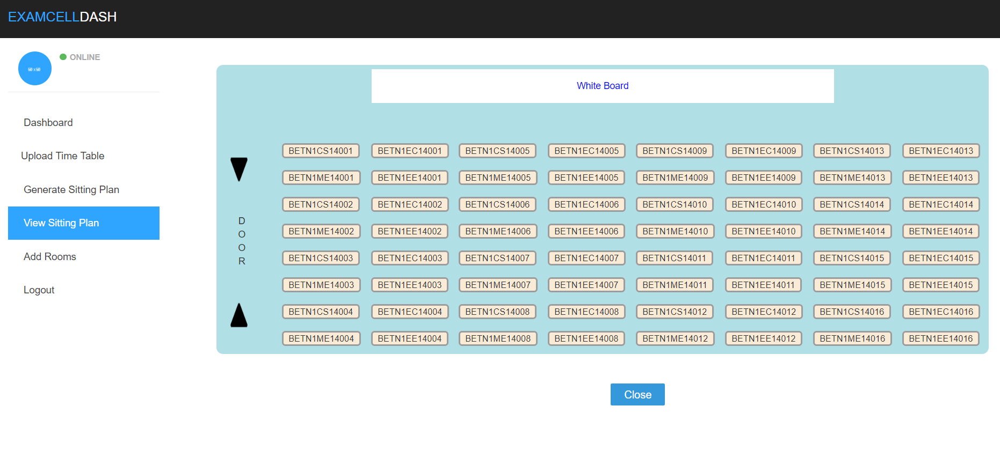 EXAMCELLDASH
50 x 50
ONLINE
Dashboard
Upload Time Table
Generate Sitting Plan
View Sitting Plan
Add Rooms
Logout
White Board
D
O
O
R
BETN1CS14001 BETN1EC14001 BETN1CS14005 BETN1EC14005 BETN1CS14009 BETN1EC14009 BETN1CS14013 BETN1EC14013
BETN1ME14001 BETN1EE14001 BETN1ME14005 BETN1EE14005 BETN1ME14009 BETN1EE14009 BETN1ME14013 BETN1EE14013
BETN1CS14002 BETN1EC14002 BETN1CS14006 BETN1EC14006 BETN1CS14010 BETN1EC14010 BETN1CS14014 BETN1EC14014
BETN1ME14002 BETN1EE14002 BETN1ME14006 BETN1EE14006 BETN1ME14010 BETN1EE14010 BETN1ME14014 BETN1EE14014
BETN1CS14003 BETN1EC14003 BETN1CS14007 BETN1EC14007 BETN1CS14011 BETN1EC14011 BETN1CS14015 BETN1EC14015
BETN1ME14003 BETN1EE14003 BETN1ME14007 BETN1EE14007 BETN1ME14011 BETN1EE14011 BETN1ME14015 BETN1EE14015
BETN1CS14004 BETN1EC14004 BETN1CS14008 BETN1EC14008 BETN1CS14012 BETN1EC14012 BETN1CS14016 BETN1EC14016
BETN1ME14004 BETN1EE14004 BETN1ME14008 BETN1EE14008 BETN1ME14012 BETN1EE14012 BETN1ME14016 BETN1EE14016
Close